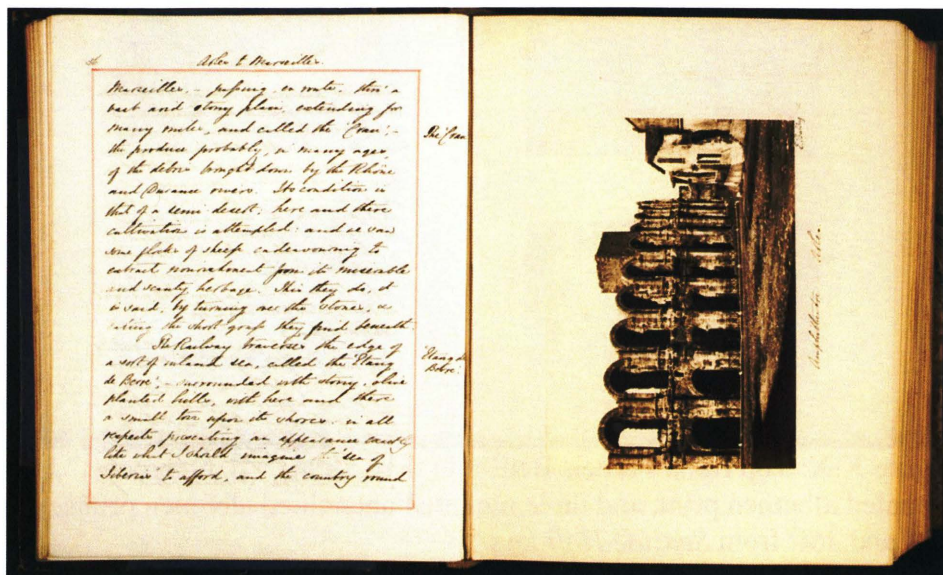 Arles to Marseilles.
Marseilles, - passing, en route, thro' a
vast and stony plain, extending for
many miles, and called the 'Crau'; -
the produce probably, in many ages,
of the debris brought down by the Rhône
and Durance rivers. Its condition is
that of a semi desert; here and there
cultivation is attempted; and we saw
some flocks of sheep endeavouring to
extract nourishment from its miserable
and scanty herbage. This they do, it
is said, by turning over the stones, &
eating the short grass they find beneath.
The Railway traverses the edge of
a sort of inland sea, called the 'Etang
de Berre', - surrounded with stony, olive
planted hills, with here and there
a small town upon its shores. in all
respects presenting an appearance exactly
like what I should imagine the 'sea of
Tiberias' to afford, and the country round
The 'Crau'
'Etang de
Berre'.
Amphitheatre Arles.